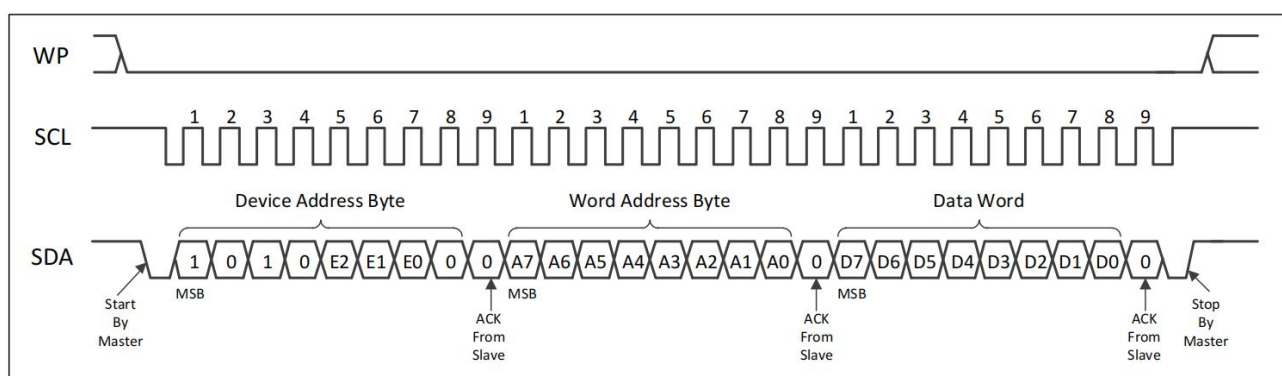 WP
1 2 3 4 5 6 7 8 9 1 2 3 4 5 6 7 8 9 1 2 3 4 5 6 7 8 9
SCL
Device Address Byte Word Address Byte Data Word
SDA
1 0 1 0 E2 E1 E0 0 0 A7 A6 A5 A4 A3 A2 A1 A0 0 D7 D6 D5 D4 D3 D2 D1 D0 0
MSB MSB MSB
Start
By
Master
ACK
From
Slave
ACK
From
Slave
ACK
From
Slave
Stop
By
Master